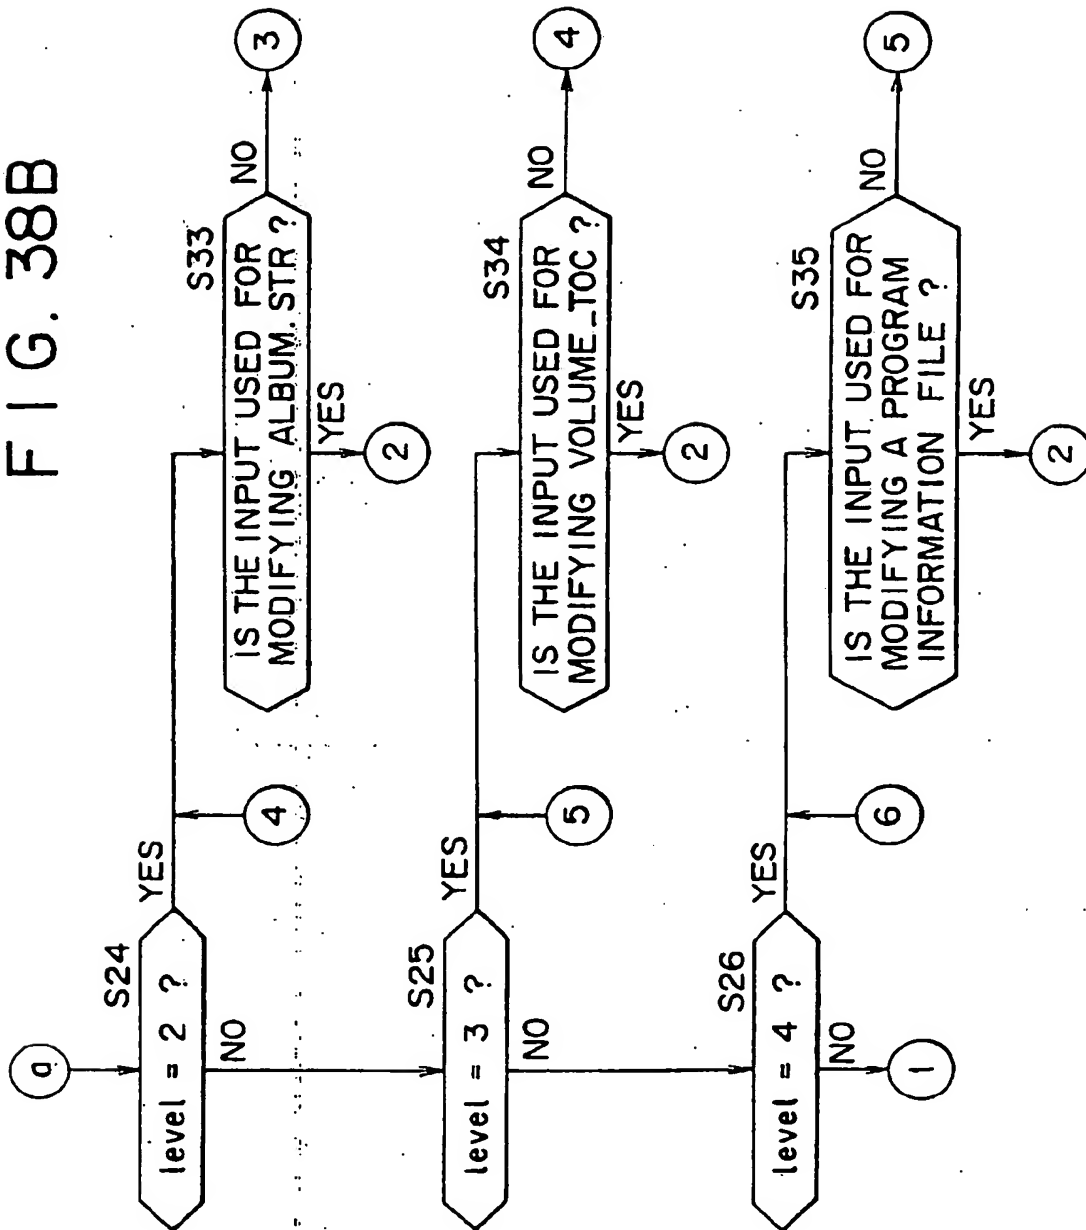 FIG. 38B
a
S24
level = 2 ?
YES
NO
4
S33
IS THE INPUT USED FOR
MODIFYING ALBUM.STR ?
NO
3
YES
2
S25
level = 3 ?
YES
NO
5
S34
IS THE INPUT USED FOR
MODIFYING VOLUME_TOC ?
NO
4
YES
2
S26
level = 4 ?
YES
NO
1
6
S35
IS THE INPUT USED FOR
MODIFYING A PROGRAM
INFORMATION FILE ?
NO
5
YES
2